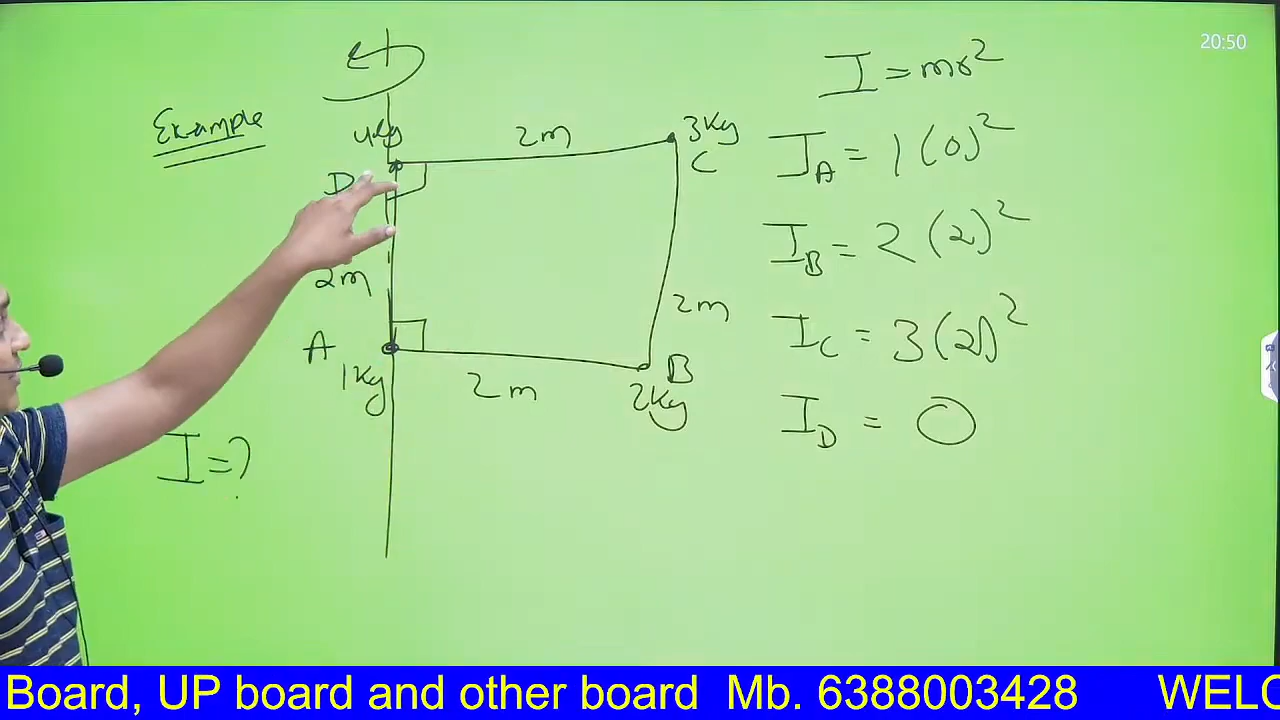 20:50
Example
4kg
2m
3kg
D
C
2m
2m
A
B
1kg
2m
2kg
I=?
I = mr²
I_A = 1(0)²
I_B = 2(2)²
I_C = 3(2)²
I_D = 0
Board, UP board and other board Mb. 6388003428 WELC